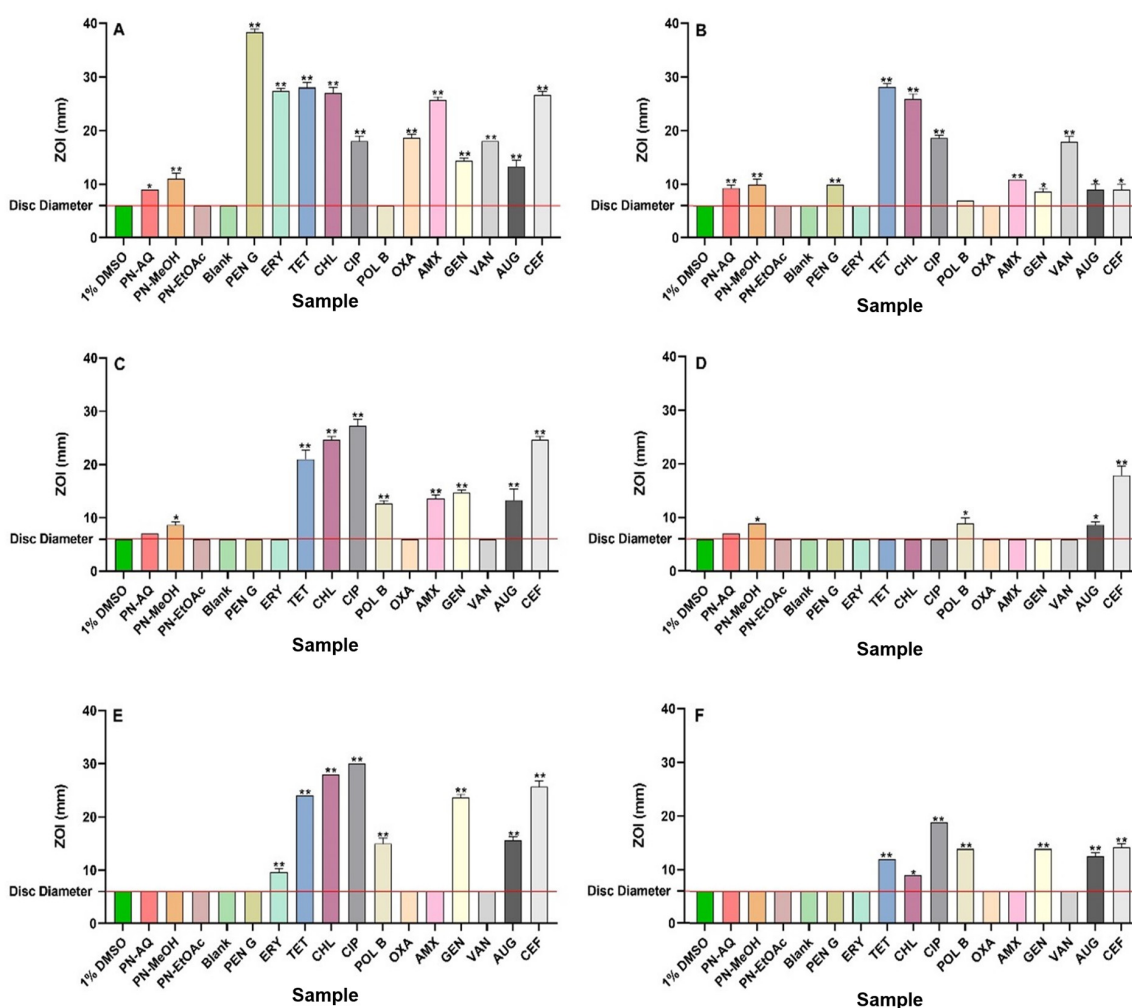 A
ZOI (mm)
40
30
20
10
0
Disc Diameter
* ** ** ** ** ** ** ** ** ** ** ** **
1% DMSO PN-AQ PN-MeOH PN-EtOAc Blank PEN G ERY TET CHL CIP POL B OXA AMX GEN VAN AUG CEF
Sample
B
ZOI (mm)
40
30
20
10
0
Disc Diameter
** ** ** ** ** ** ** * ** * *
1% DMSO PN-AQ PN-MeOH PN-EtOAc Blank PEN G ERY TET CHL CIP POL B OXA AMX GEN VAN AUG CEF
Sample
C
ZOI (mm)
40
30
20
10
0
Disc Diameter
* ** ** ** ** ** ** ** **
1% DMSO PN-AQ PN-MeOH PN-EtOAc Blank PEN G ERY TET CHL CIP POL B OXA AMX GEN VAN AUG CEF
Sample
D
ZOI (mm)
40
30
20
10
0
Disc Diameter
* * * **
1% DMSO PN-AQ PN-MeOH PN-EtOAc Blank PEN G ERY TET CHL CIP POL B OXA AMX GEN VAN AUG CEF
Sample
E
ZOI (mm)
40
30
20
10
0
Disc Diameter
** ** ** ** ** ** ** **
1% DMSO PN-AQ PN-MeOH PN-EtOAc Blank PEN G ERY TET CHL CIP POL B OXA AMX GEN VAN AUG CEF
Sample
F
ZOI (mm)
40
30
20
10
0
Disc Diameter
** * ** ** ** ** **
1% DMSO PN-AQ PN-MeOH PN-EtOAc Blank PEN G ERY TET CHL CIP POL B OXA AMX GEN VAN AUG CEF
Sample